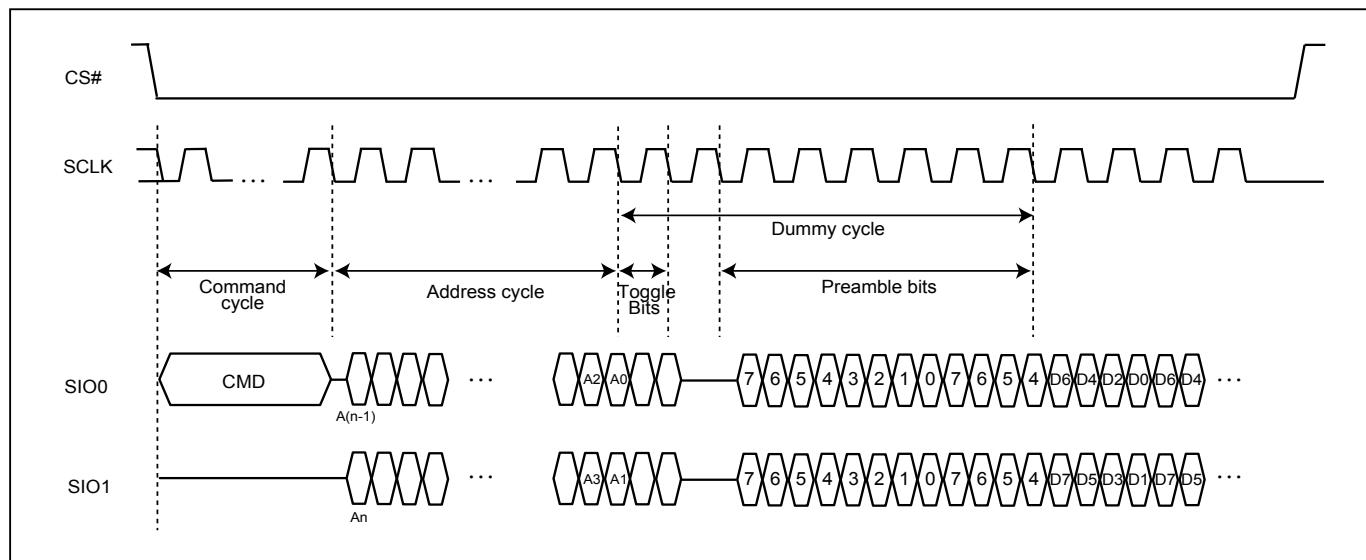 CS#
SCLK
…
…
Dummy cycle
Command
cycle
Address cycle
Toggle
Bits
Preamble bits
SIO0
CMD
A(n-1)
…
A2 A0
7 6 5 4 3 2 1 0 7 6 5 4 D6 D4 D2 D0 D6 D4
…
SIO1
An
…
A3 A1
7 6 5 4 3 2 1 0 7 6 5 4 D7 D5 D3 D1 D7 D5
…